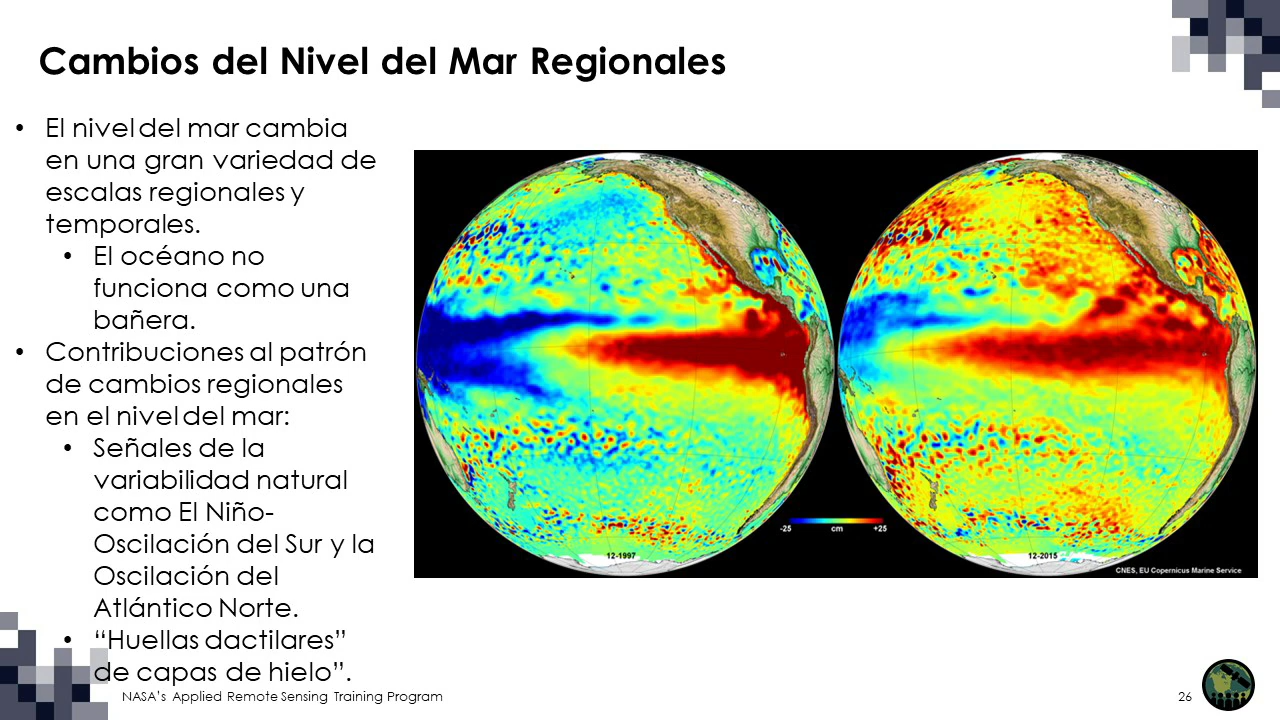 Cambios del Nivel del Mar Regionales
• El nivel del mar cambia
en una gran variedad de
escalas regionales y
temporales.
• El océano no
funciona como una
bañera.
• Contribuciones al patrón
de cambios regionales
en el nivel del mar:
• Señales de la
variabilidad natural
como El Niño-
Oscilación del Sur y la
Oscilación del
Atlántico Norte.
• “Huellas dactilares”
de capas de hielo”.
-25 cm +25
12-1997
12-2015
CNES, EU Copernicus Marine Service
NASA’s Applied Remote Sensing Training Program
26